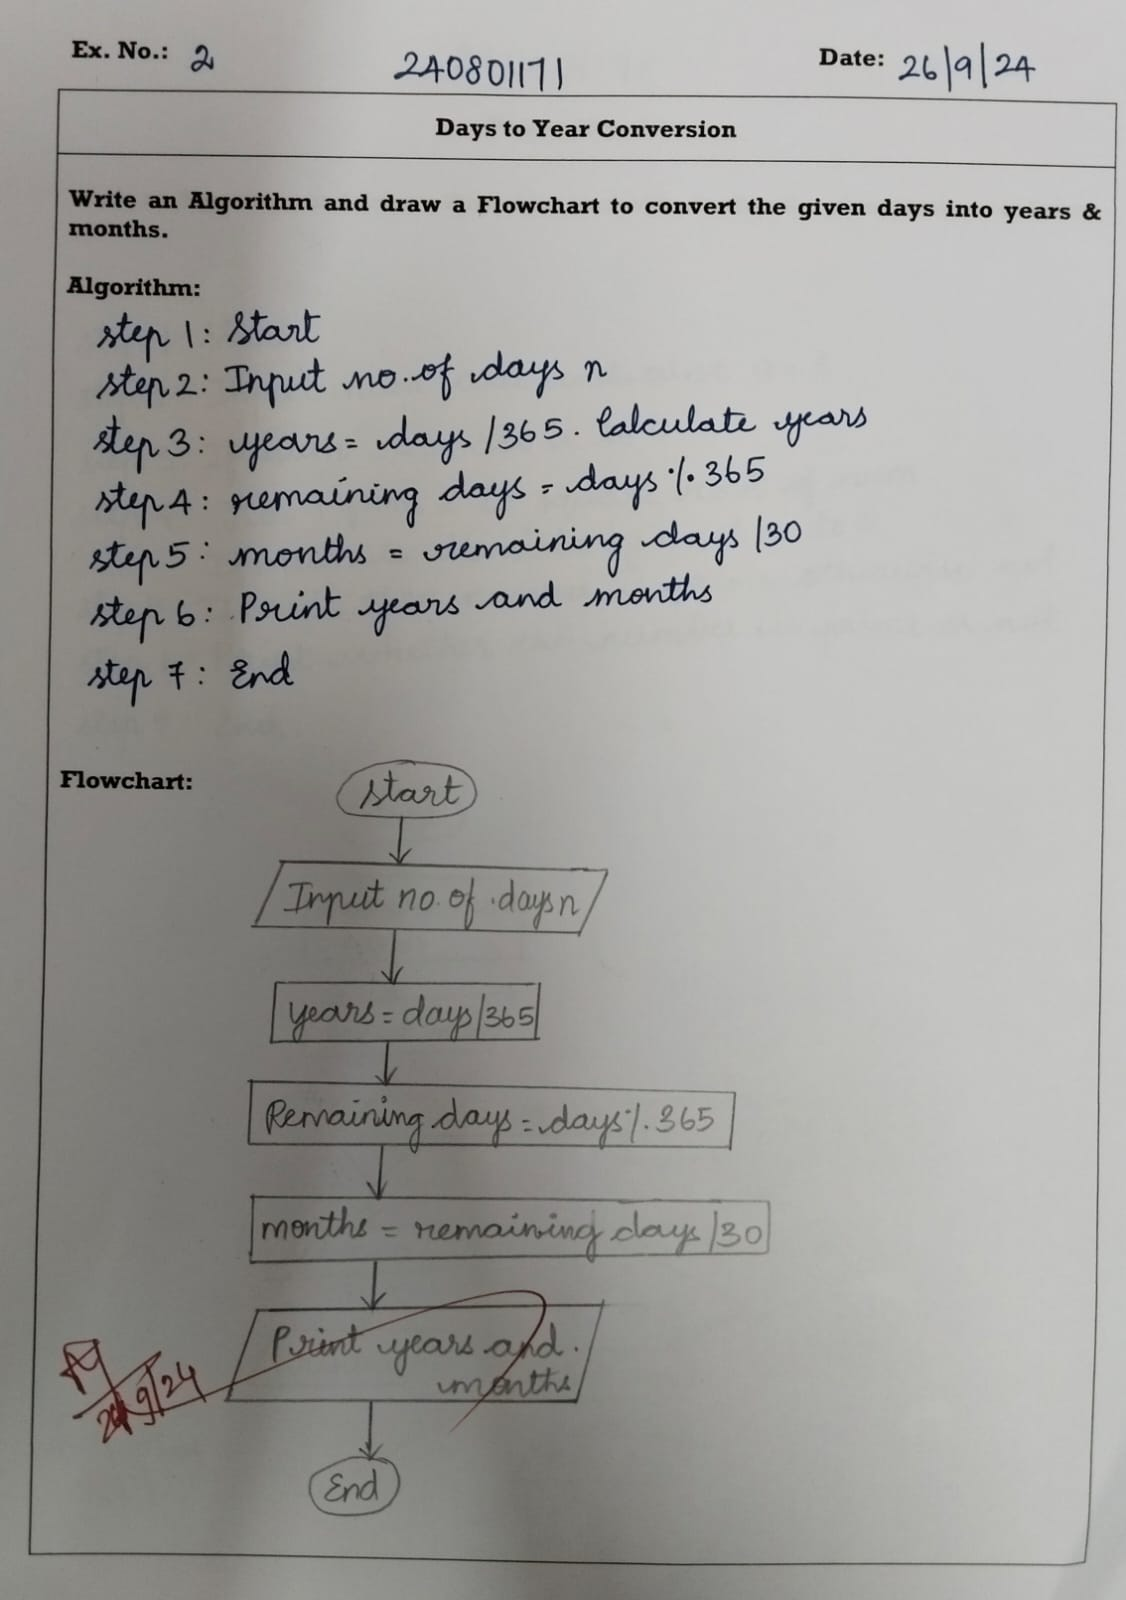 Ex. No.: 2 240801171 Date: 26/9/24
Days to Year Conversion
Write an Algorithm and draw a Flowchart to convert the given days into years &
months.
Algorithm:
step 1: Start
step 2: Input no. of days n
step 3: years = days /365. Calculate years
step 4: remaining days = days % 365
step 5: months = remaining days /30
step 6: Print years and months
step 7: End
Flowchart:
start
Input no. of days n
years = days/365
Remaining days = days % 365
months = remaining days /30
Print years and
months
9/24
End